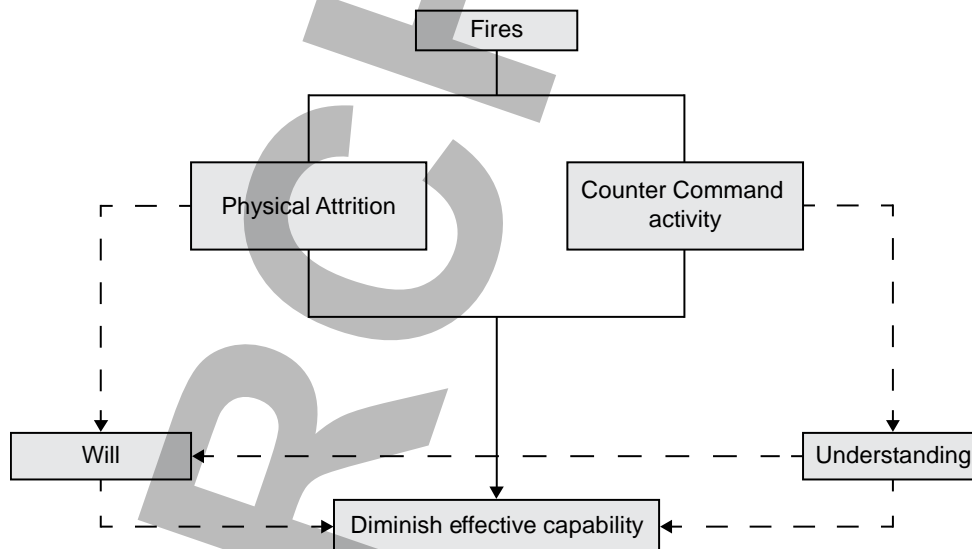 Fires
Physical Attrition
Counter Command
activity
Will
Understanding
Diminish effective capability
R C H